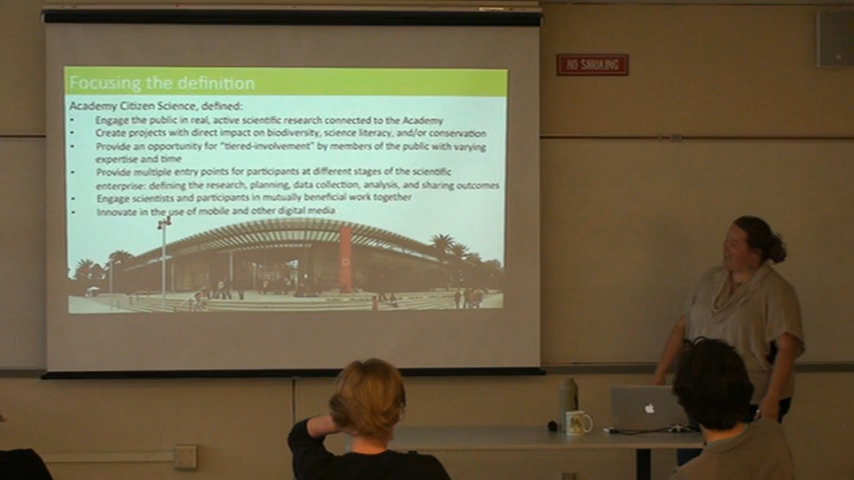 Focusing the definition
NO SMOKING
Academy Citizen Science, defined:
• Engage the public in real, active scientific research connected to the Academy
• Create projects with direct impact on biodiversity, science literacy, and/or conservation
• Provide an opportunity for "tiered-involvement" by members of the public with varying
expertise and time
• Provide multiple entry points for participants at different stages of the scientific
enterprise: defining the research, planning, data collection, analysis, and sharing outcomes
• Engage scientists and participants in mutually beneficial work together
• Innovate in the use of mobile and other digital media